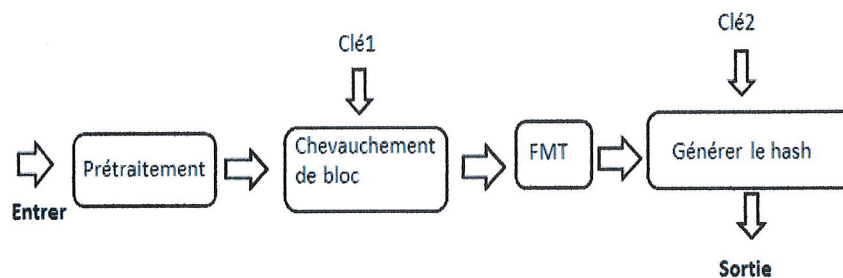 Clé1
Clé2
Prétraitement
Chevauchement
de bloc
FMT
Générer le hash
Entrer
Sortie